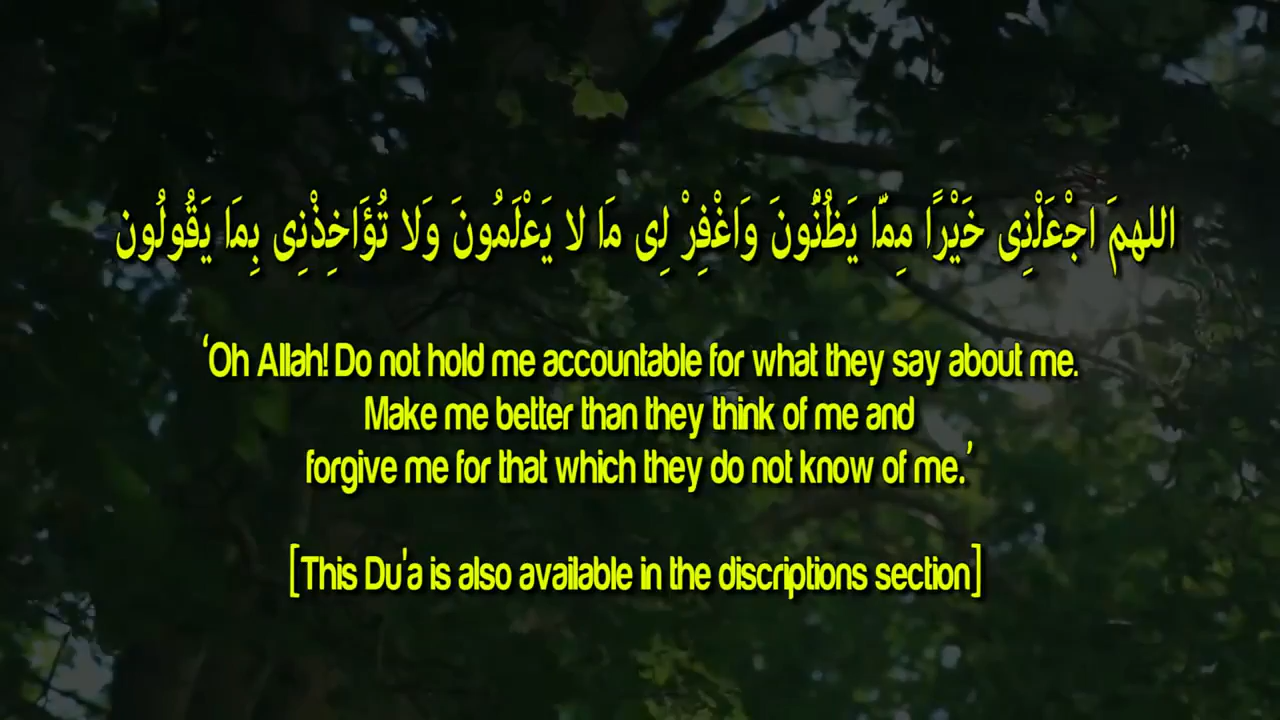 اللهمَ اجْعَلْنِى خَيْرًا مِمّا يَظُنُّونَ وَاغْفِرْ لِى مَا لا يَعْلَمُونَ وَلا تُؤَاخِذْنِى بِمَا يَقُولُون
‘Oh Allah! Do not hold me accountable for what they say about me.
Make me better than they think of me and
forgive me for that which they do not know of me.’
[This Du'a is also available in the discriptions section]